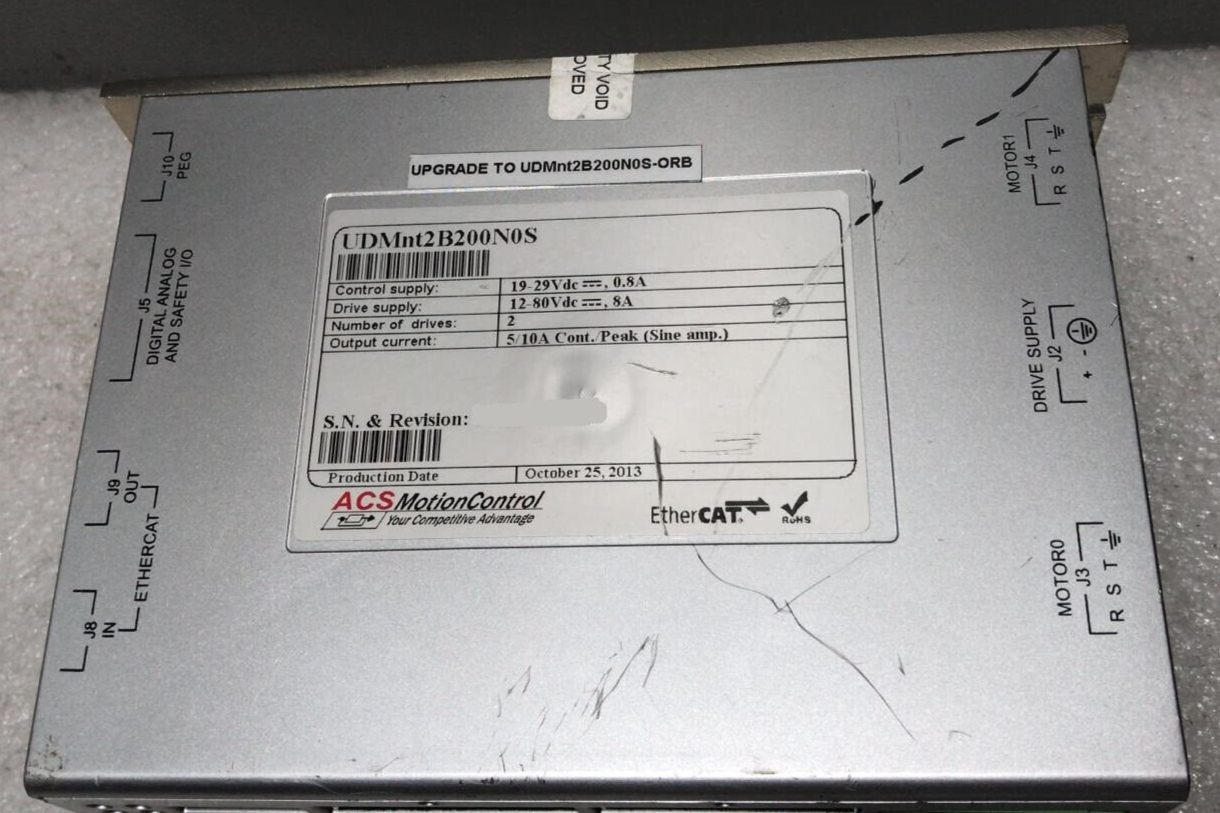 TY VOID
OVED
UPGRADE TO UDMnt2B200N0S-ORB
UDMnt2B200N0S
Control supply: 19-29Vdc ⎓, 0.8A
Drive supply: 12-80Vdc ⎓, 8A
Number of drives: 2
Output current: 5/10A Cont./Peak (Sine amp.)
S.N. & Revision:
Production Date October 25, 2013
ACS MotionControl
Your Competitive Advantage
EtherCAT®
RoHS
J10
PEG
J5
DIGITAL ANALOG
AND SAFETY I/O
J9
OUT
ETHERCAT
J8
IN
MOTOR1
J4
R S T ⏚
DRIVE SUPPLY
J2
+ - ⏚
MOTOR0
J3
R S T ⏚